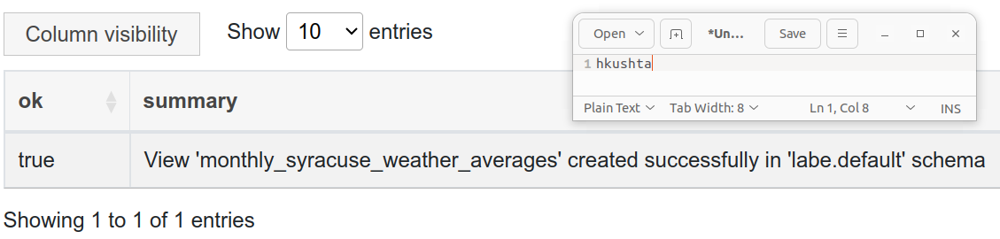 Column visibility Show 10 entries
Open *Un... Save
1 hkushta
Plain Text Tab Width: 8 Ln 1, Col 8 INS
ok summary
true View 'monthly_syracuse_weather_averages' created successfully in 'labe.default' schema
Showing 1 to 1 of 1 entries